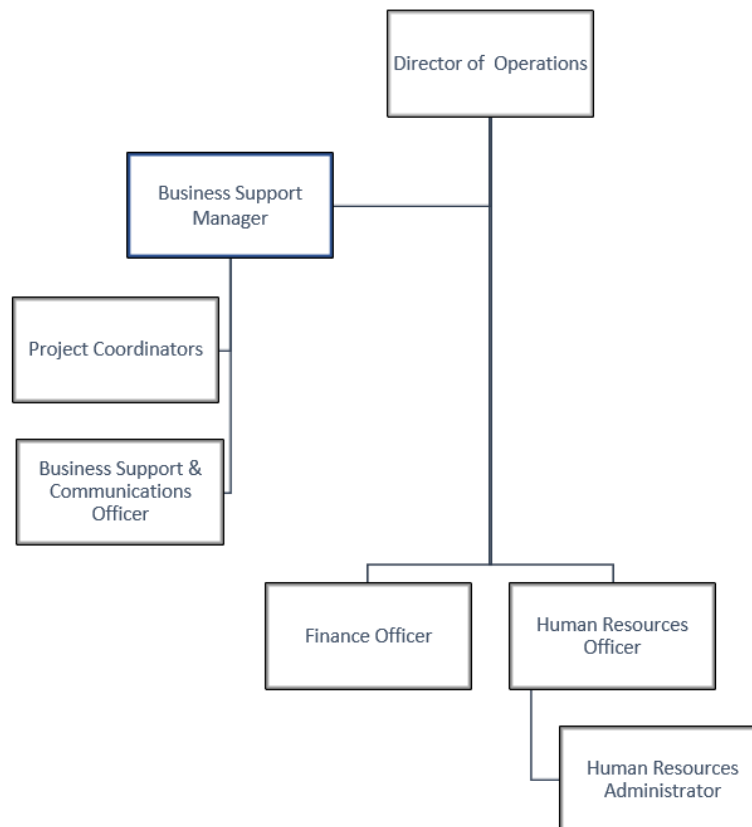 Director of Operations
Business Support
Manager
Project Coordinators
Business Support &
Communications
Officer
Finance Officer
Human Resources
Officer
Human Resources
Administrator